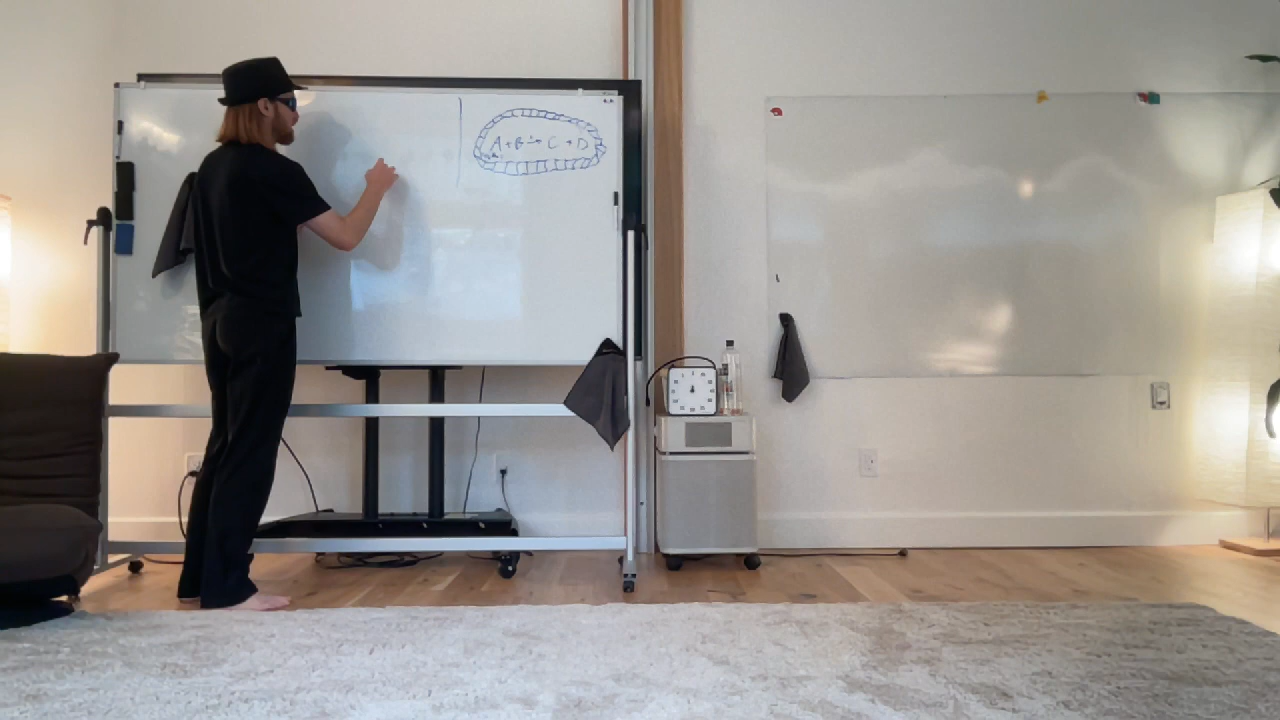 A + B → C + D